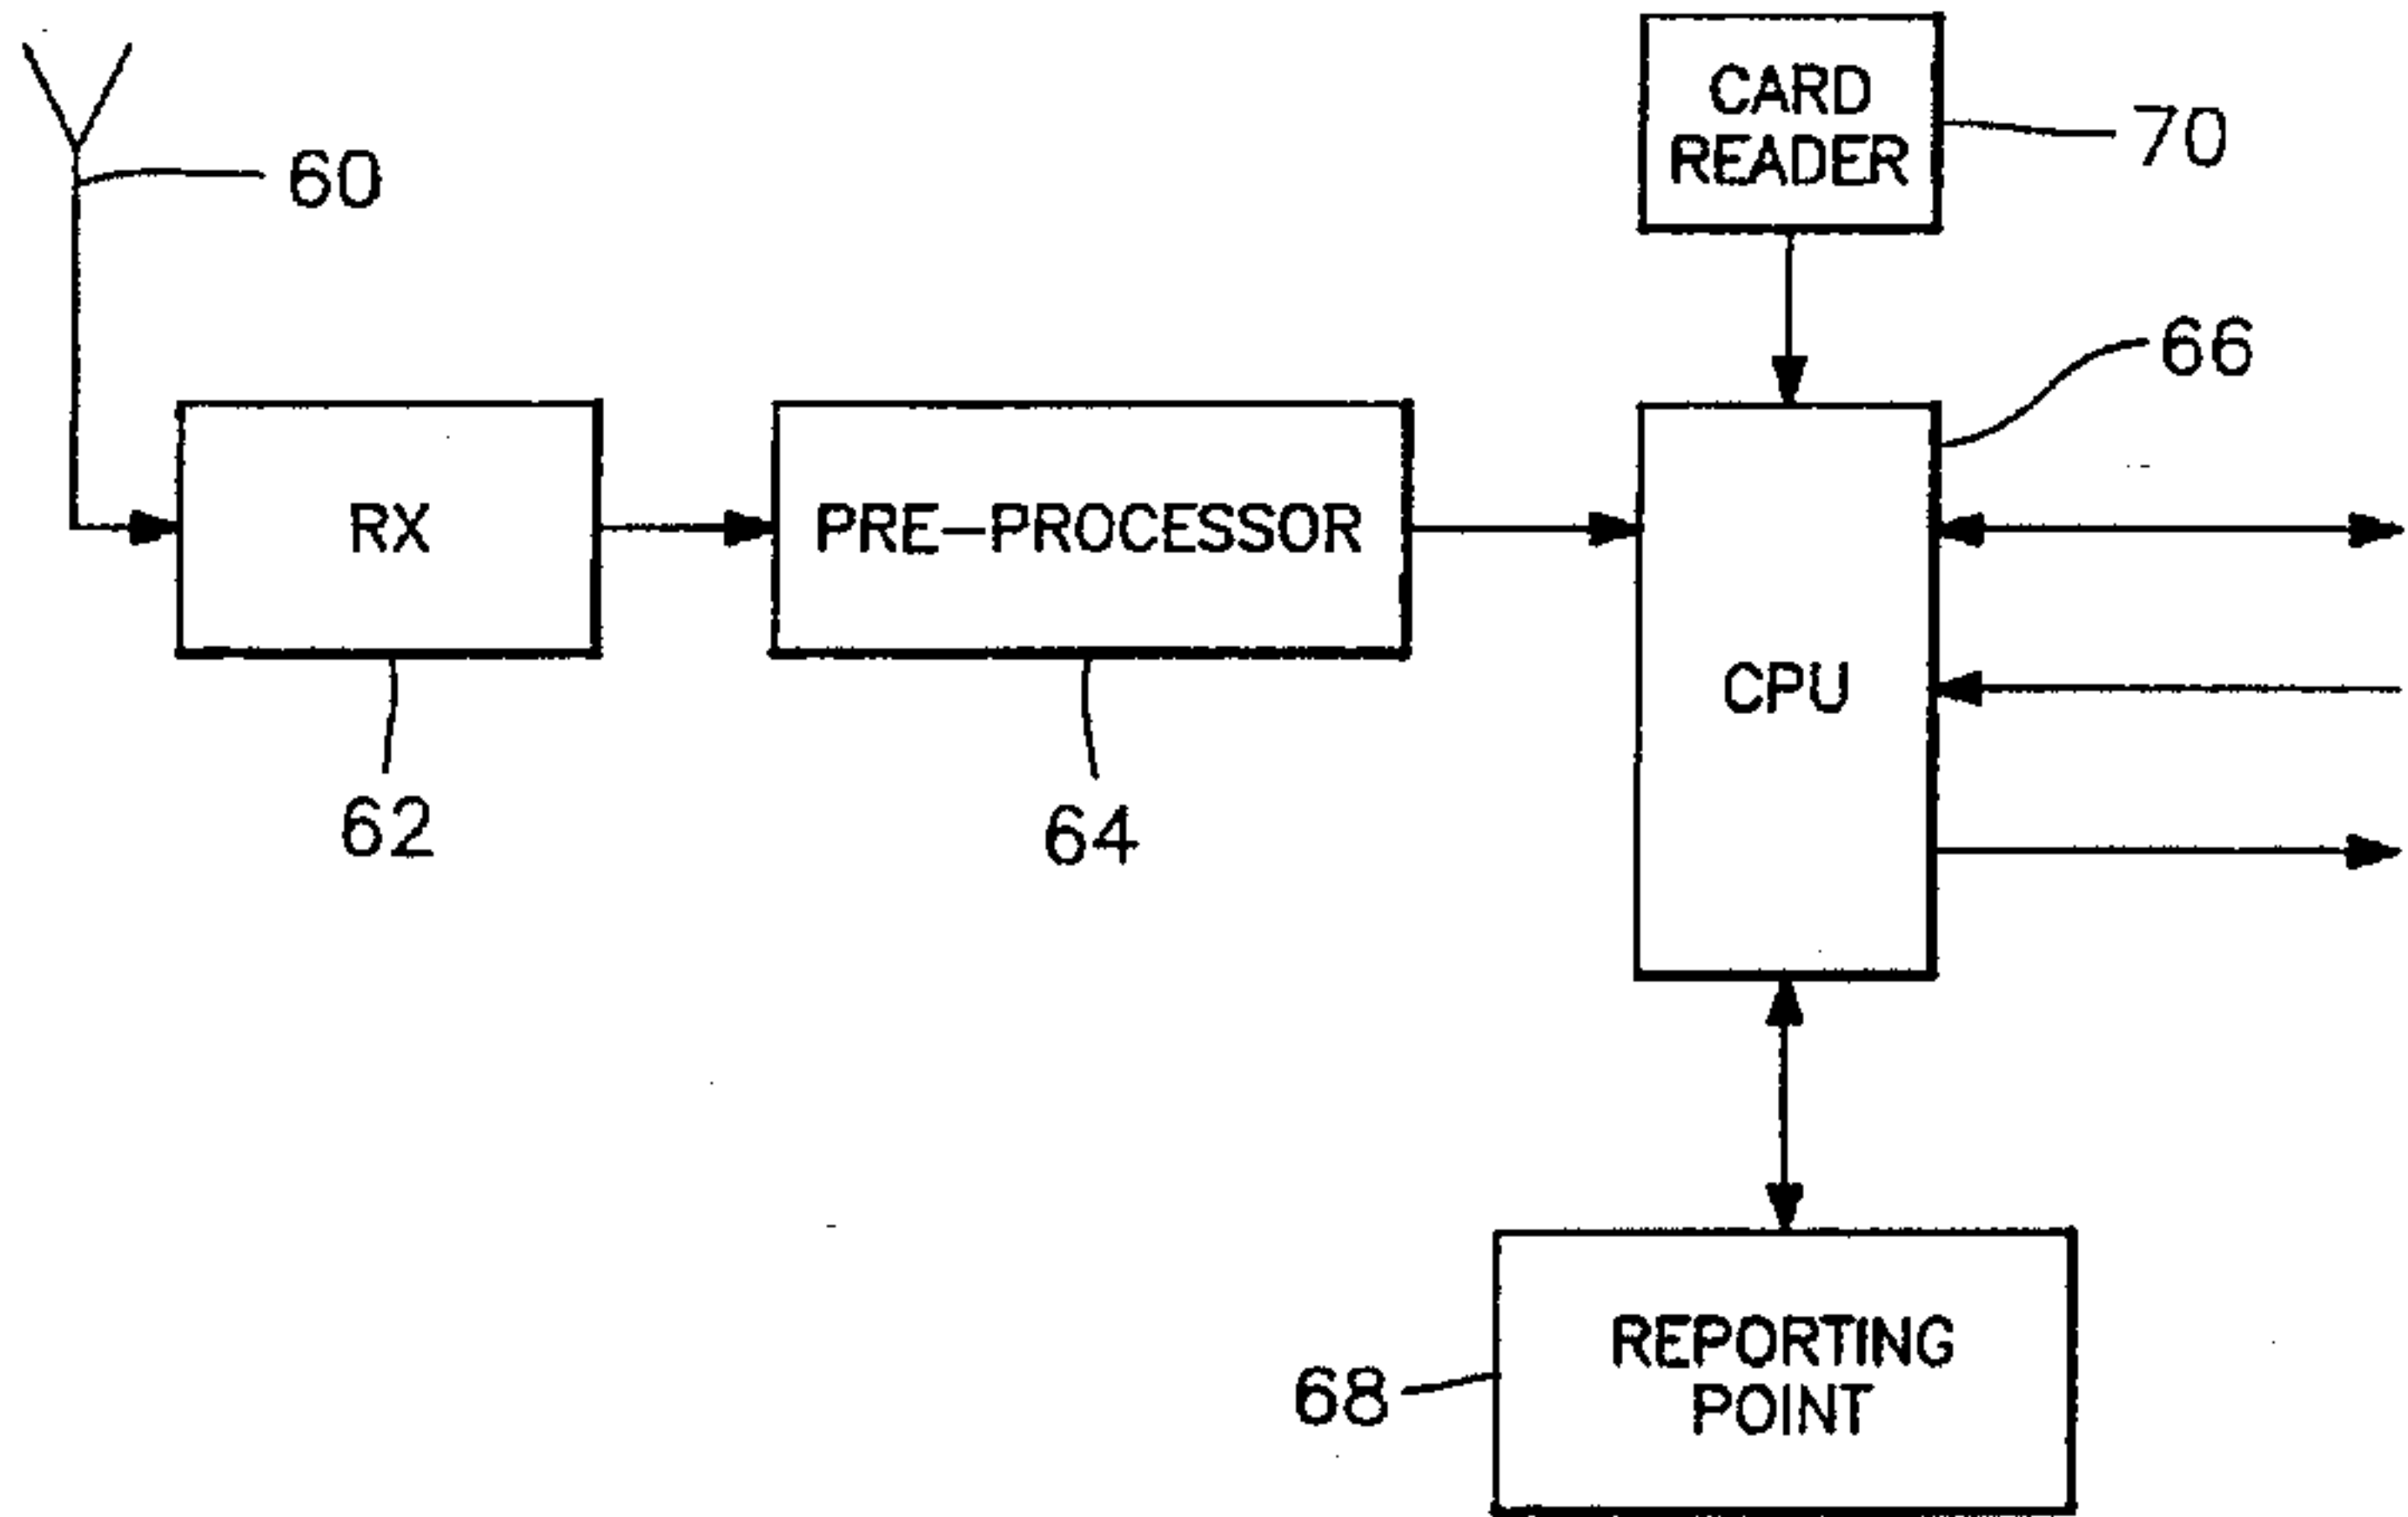 CARD
READER
70
60
66
RX
PRE-PROCESSOR
CPU
62
64
REPORTING
POINT
68